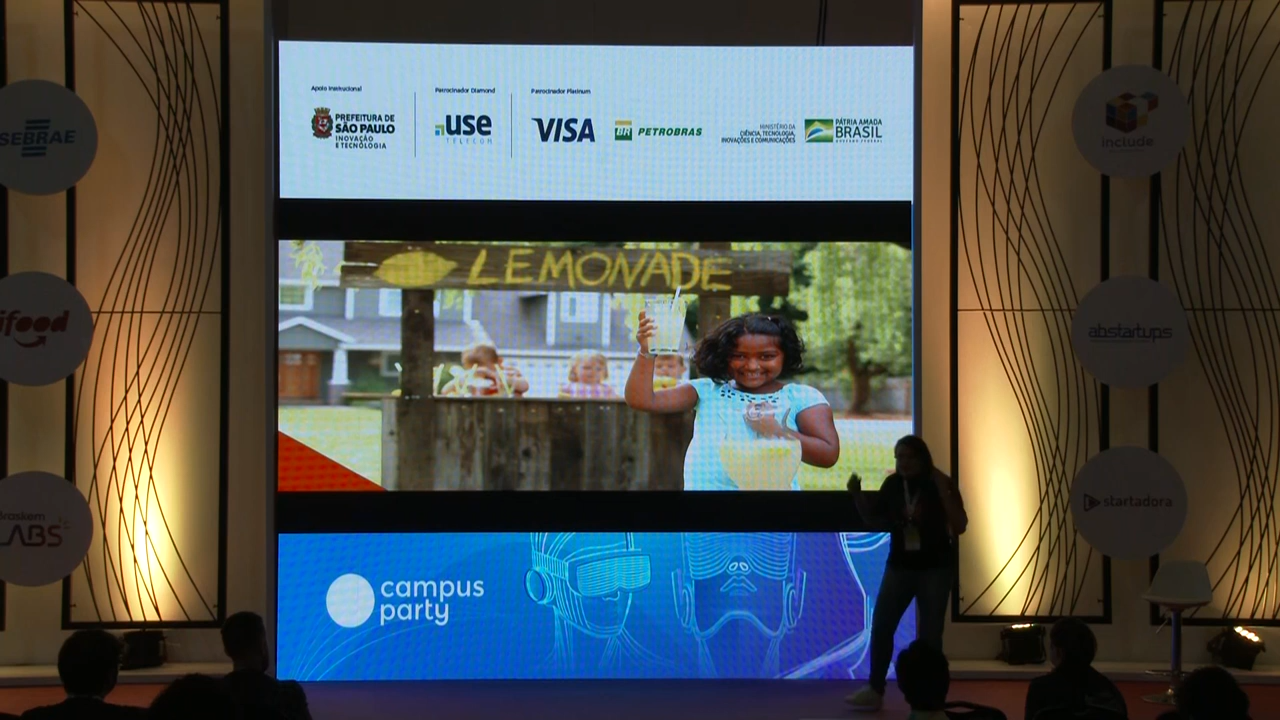 Apoio Institucional
PREFEITURA DE
SÃO PAULO
INOVAÇÃO
E TECNOLOGIA
Patrocinador Diamond
use
TELECOM
Patrocinador Platinum
VISA
BR PETROBRAS
MINISTÉRIO DA
CIÊNCIA, TECNOLOGIA,
INOVAÇÕES E COMUNICAÇÕES
PÁTRIA AMADA
BRASIL
GOVERNO FEDERAL
SEBRAE
include
LEMONADE
ifood
abstartups
Braskem
LABS
startadora
campus
party